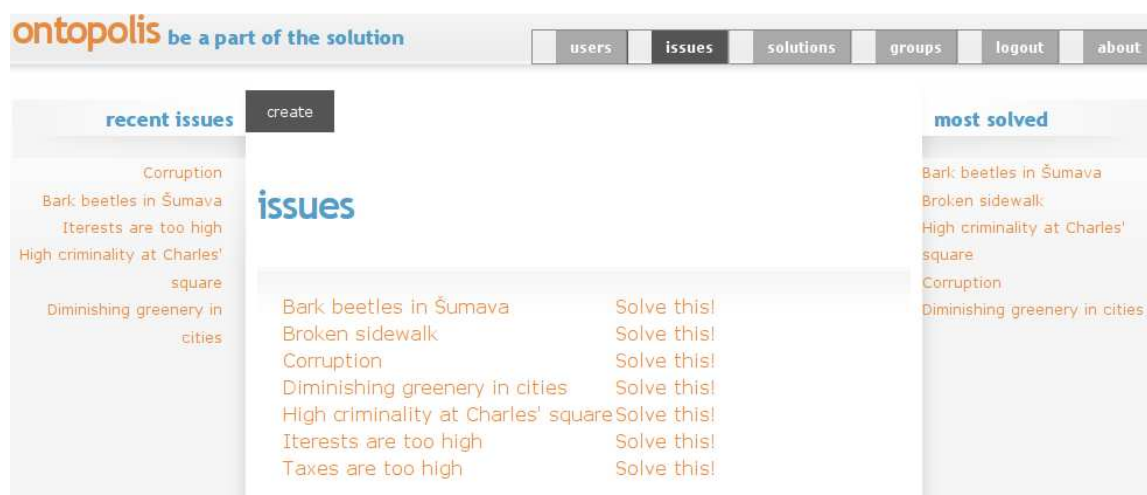 ontopolis be a part of the solution
users issues solutions groups logout about
recent issues
Corruption
Bark beetles in Šumava
Iterests are too high
High criminality at Charles'
square
Diminishing greenery in
cities
create
issues
Bark beetles in Šumava Solve this!
Broken sidewalk Solve this!
Corruption Solve this!
Diminishing greenery in cities Solve this!
High criminality at Charles' square Solve this!
Iterests are too high Solve this!
Taxes are too high Solve this!
most solved
Bark beetles in Šumava
Broken sidewalk
High criminality at Charles'
square
Corruption
Diminishing greenery in cities